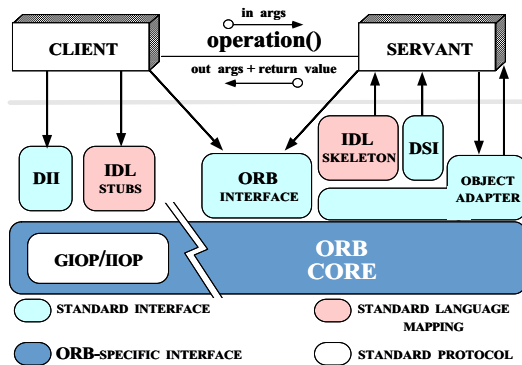 in args
CLIENT
operation()
SERVANT
out args + return value
DII
IDL
STUBS
ORB
INTERFACE
IDL
SKELETON
DSI
OBJECT
ADAPTER
GIOP/IIOP
ORB
CORE
STANDARD INTERFACE
STANDARD LANGUAGE
MAPPING
ORB-SPECIFIC INTERFACE
STANDARD PROTOCOL